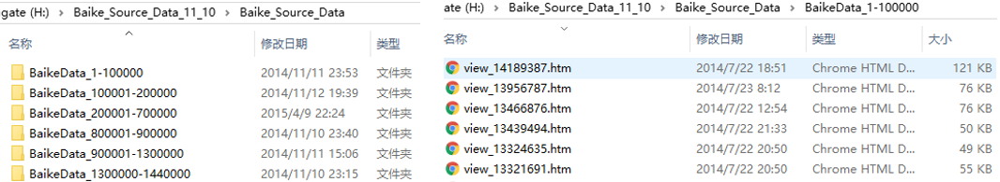 gate (H:) > Baike_Source_Data_11_10 > Baike_Source_Data
名称 修改日期 类型
BaikeData_1-100000 2014/11/11 23:53 文件夹
BaikeData_100001-200000 2014/11/12 19:39 文件夹
BaikeData_200001-700000 2015/4/9 22:24 文件夹
BaikeData_800001-900000 2014/11/10 23:40 文件夹
BaikeData_900001-1300000 2014/11/11 15:06 文件夹
BaikeData_1300000-1440000 2014/11/10 23:15 文件夹
ate (H:) > Baike_Source_Data_11_10 > Baike_Source_Data > BaikeData_1-100000
名称 修改日期 类型 大小
view_14189387.htm 2014/7/22 18:51 Chrome HTML D... 121 KB
view_13956787.htm 2014/7/23 8:12 Chrome HTML D... 76 KB
view_13466876.htm 2014/7/22 12:54 Chrome HTML D... 76 KB
view_13439494.htm 2014/7/22 21:33 Chrome HTML D... 50 KB
view_13324635.htm 2014/7/22 20:50 Chrome HTML D... 49 KB
view_13321691.htm 2014/7/22 20:50 Chrome HTML D... 55 KB